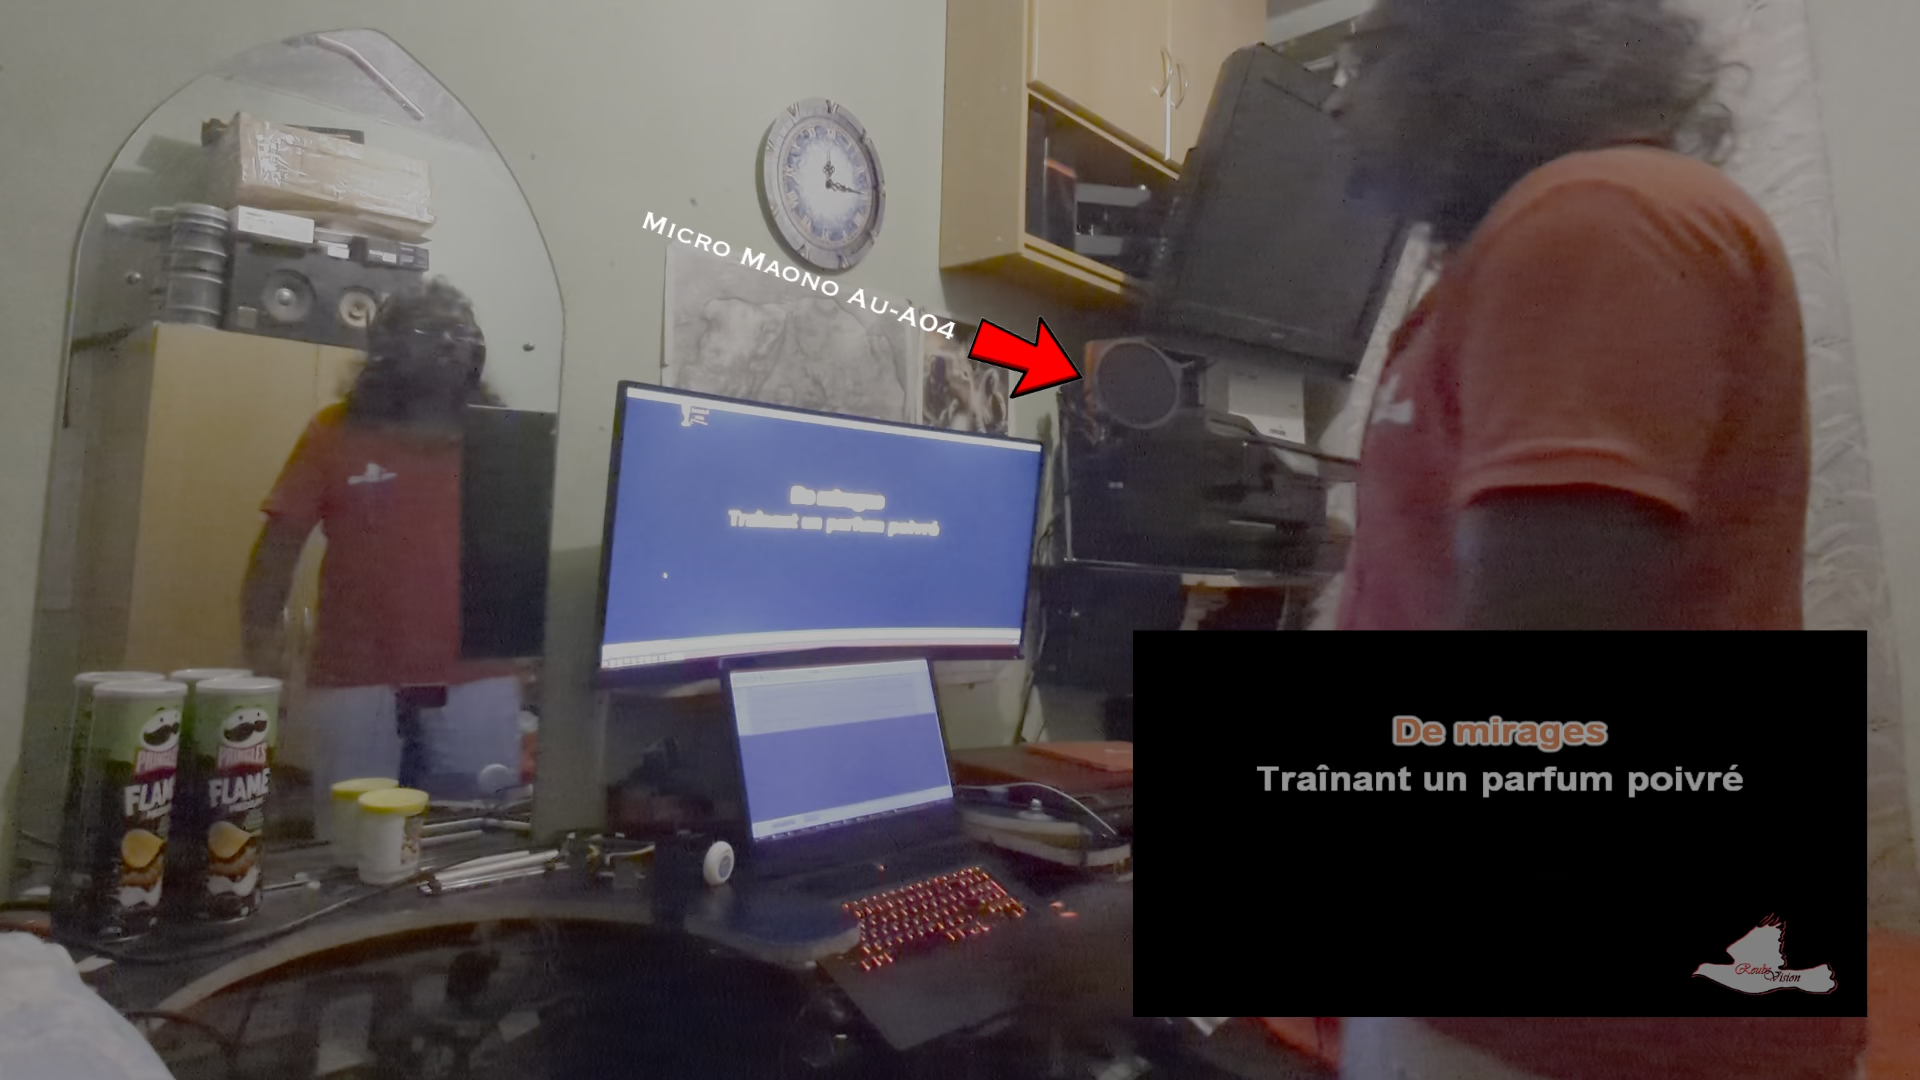 Micro Maono Au-A04
De mirages
Traînant un parfum poivré
PRINGLES
FLAME
PRINGLES
FLAME
De mirages
Traînant un parfum poivré
Vision